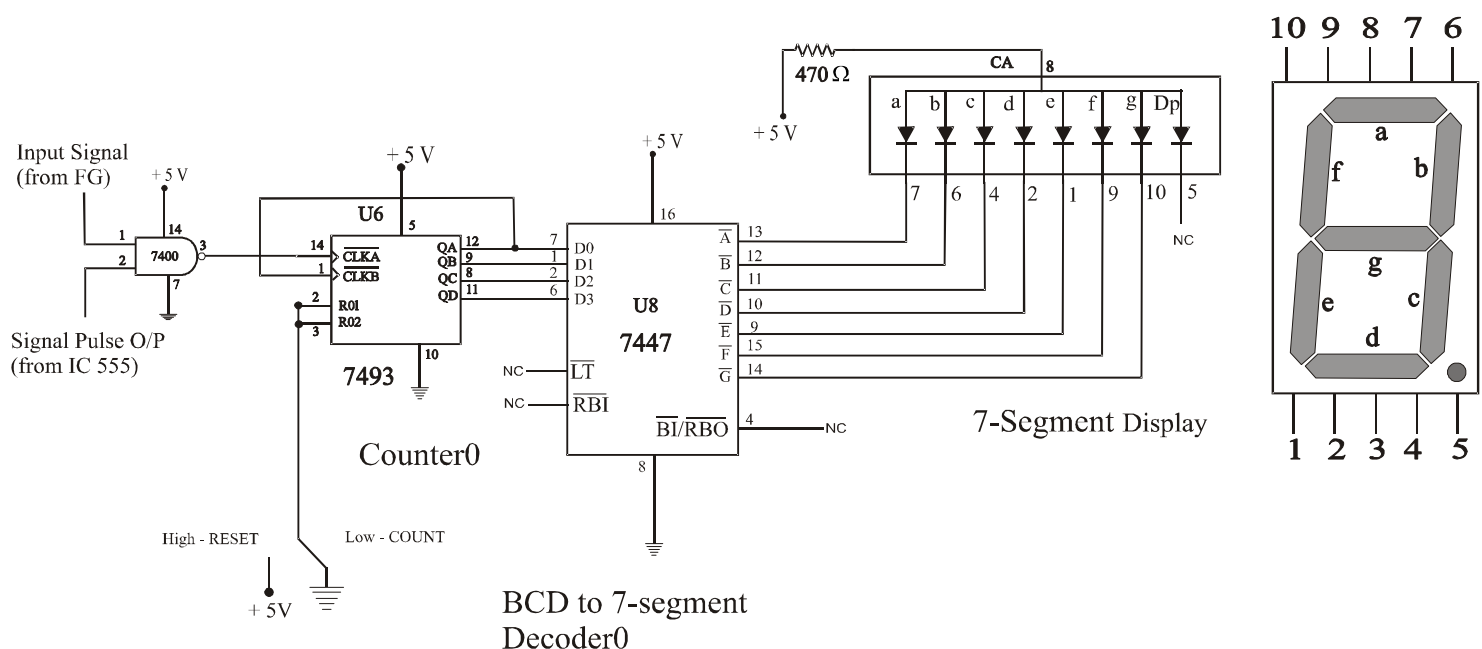 Input Signal
(from FG)
+5 V
14
1
2
7400
3
7
Signal Pulse O/P
(from IC 555)
+ 5 V
U6
5
14
CLKA
1
CLKB
2
R01
3
R02
QA 12
QB 9
QC 8
QD 11
10
7493
Counter0
High - RESET
Low - COUNT
+ 5V
+ 5 V
16
7 D0
1 D1
2 D2
6 D3
U8
7447
NC LT
NC RBI
A 13
B 12
C 11
D 10
E 9
F 15
G 14
BI/RBO 4 NC
8
BCD to 7-segment
Decoder0
470 Ω
+ 5 V
CA 8
a b c d e f g Dp
7 6 4 2 1 9 10 5
NC
7-Segment Display
10 9 8 7 6
a
f
b
g
e
c
d
1 2 3 4 5